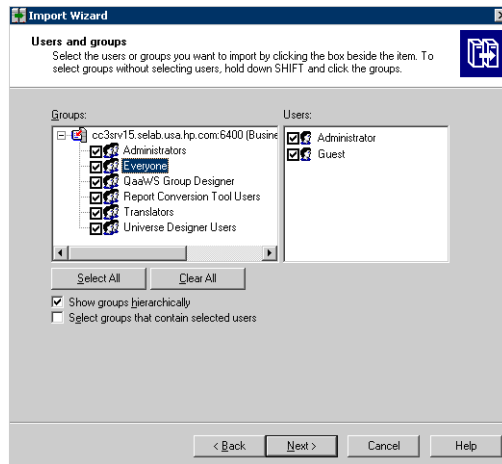 Import Wizard
Users and groups
Select the users or groups you want to import by clicking the box beside the item. To
select groups without selecting users, hold down SHIFT and click the groups.
Groups:
cc3srv15.selab.usa.hp.com:6400 (Busine
Administrators
Everyone
QaaWS Group Designer
Report Conversion Tool Users
Translators
Universe Designer Users
Users:
Administrator
Guest
Select All
Clear All
Show groups hierarchically
Select groups that contain selected users
< Back
Next >
Cancel
Help